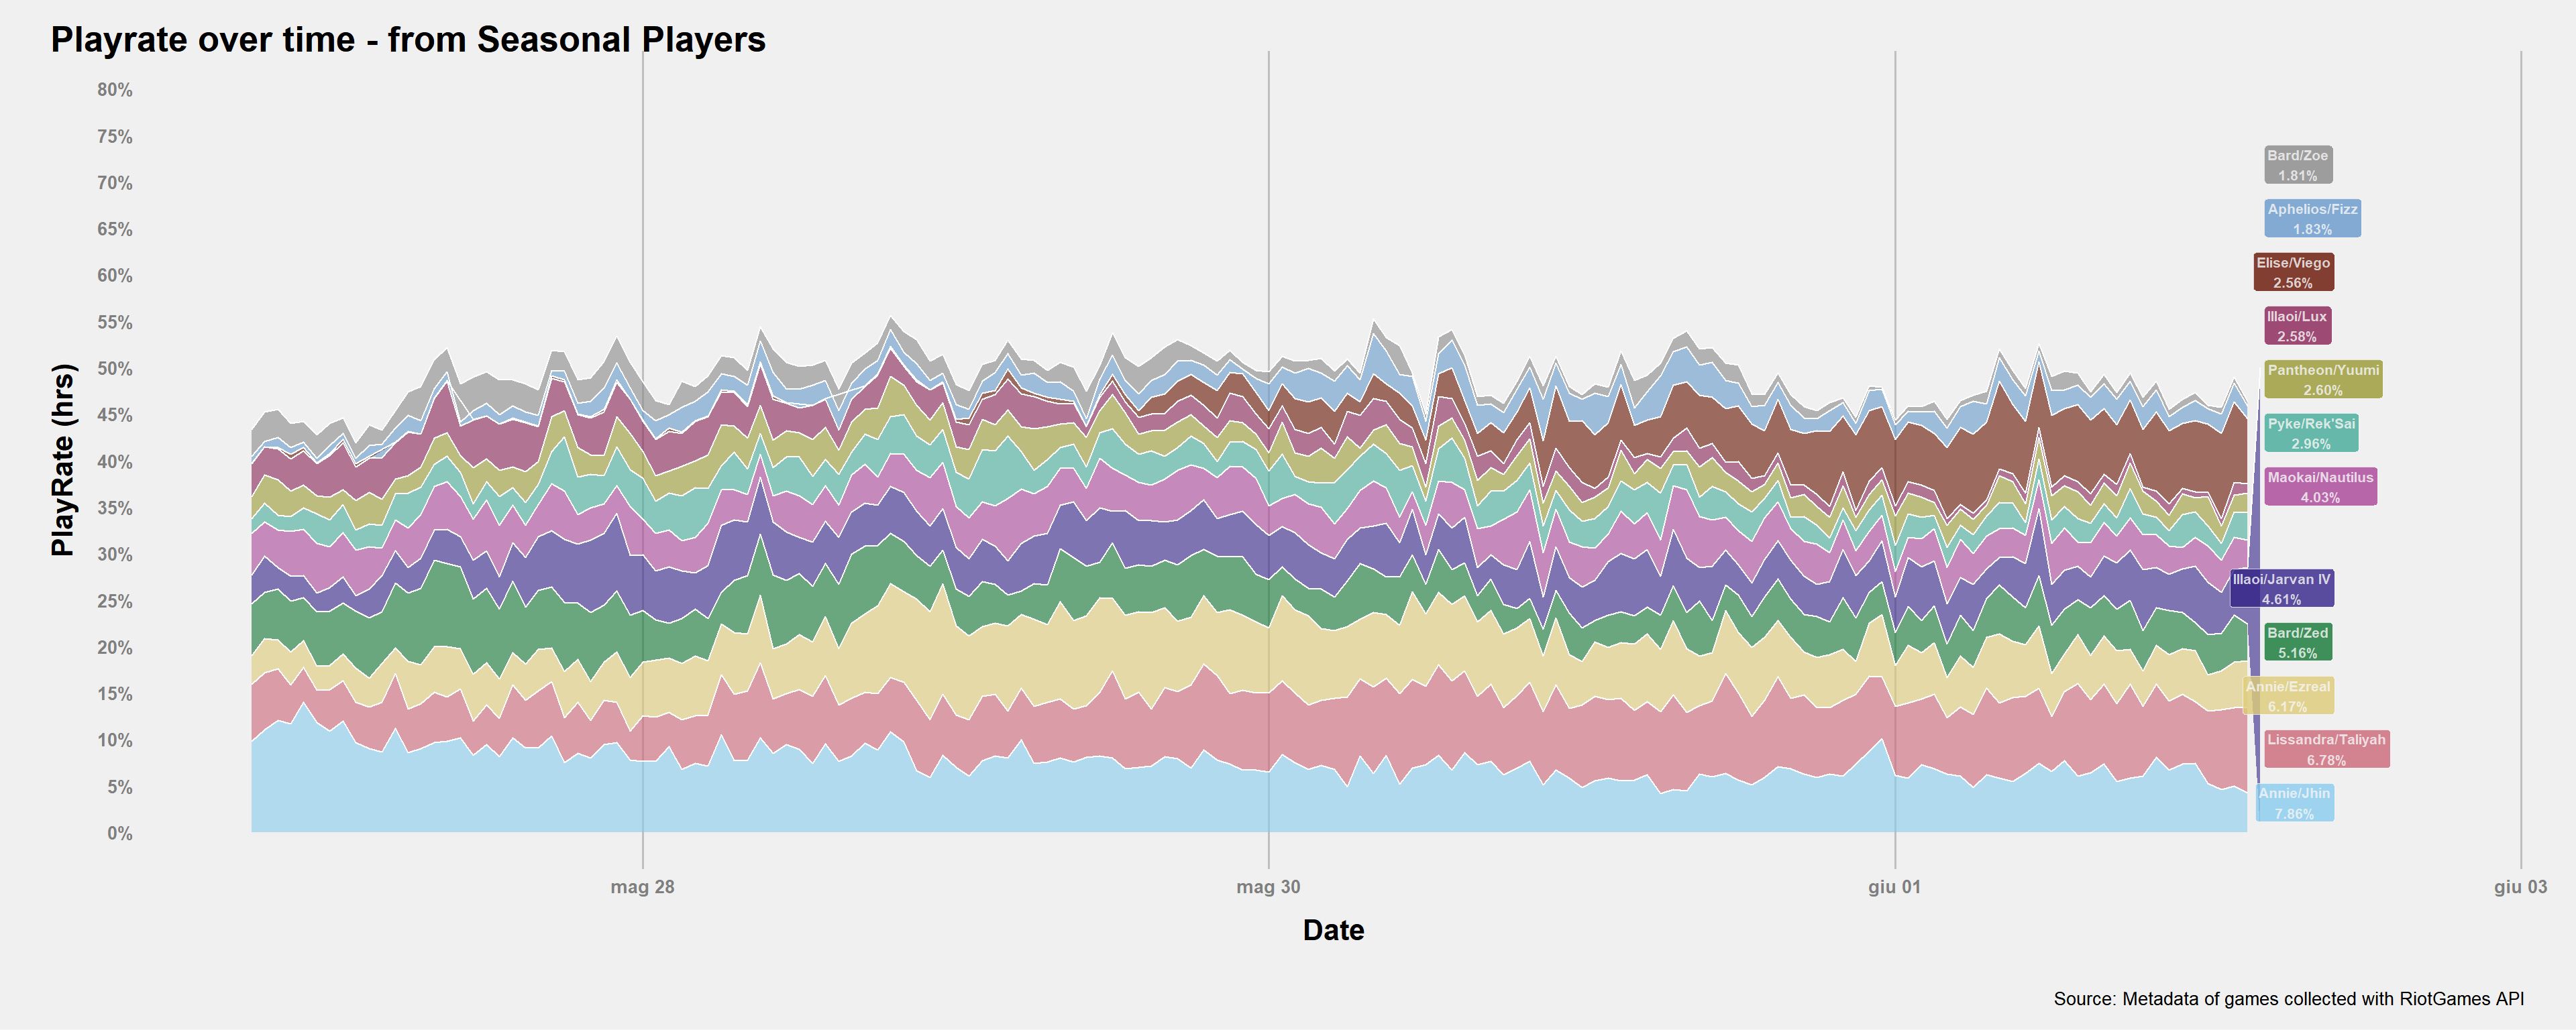 Playrate over time - from Seasonal Players
PlayRate (hrs)
80%
75%
70%
65%
60%
55%
50%
45%
40%
35%
30%
25%
20%
15%
10%
5%
0%
Bard/Zoe
1.81%
Aphelios/Fizz
1.83%
Elise/Viego
2.56%
Illaoi/Lux
2.58%
Pantheon/Yuumi
2.60%
Pyke/Rek'Sai
2.96%
Maokai/Nautilus
4.03%
Illaoi/Jarvan IV
4.61%
Bard/Zed
5.16%
Annie/Ezreal
6.17%
Lissandra/Taliyah
6.78%
Annie/Jhin
7.86%
mag 28
mag 30
giu 01
giu 03
Date
Source: Metadata of games collected with RiotGames API